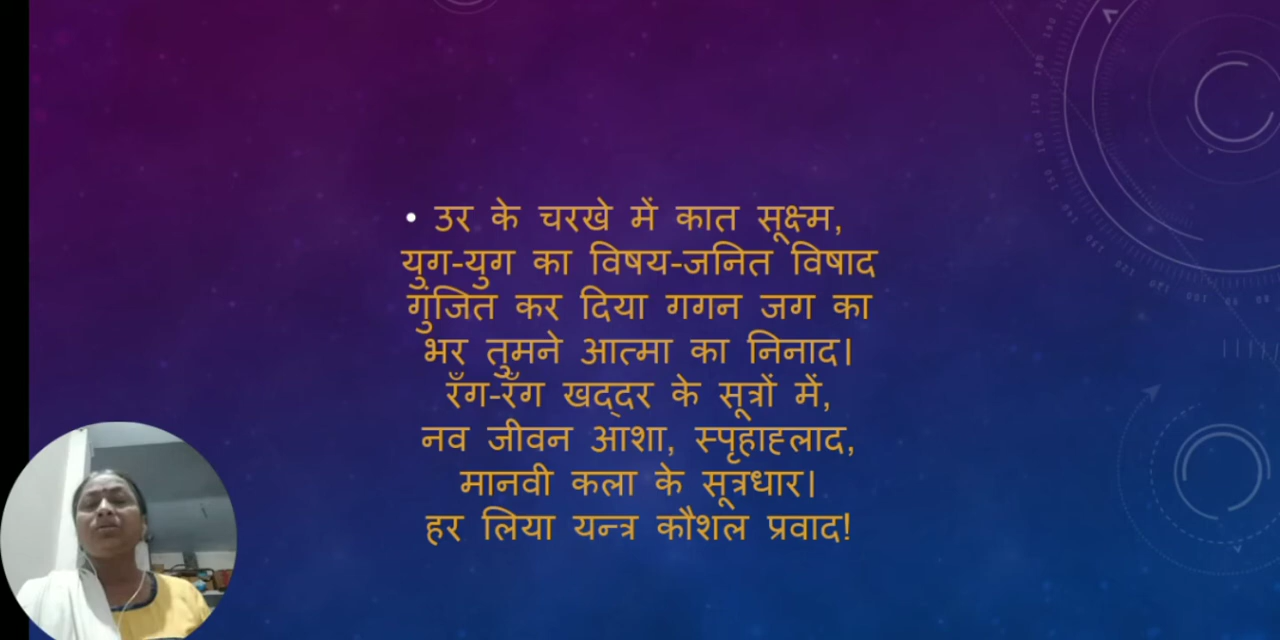 • उर के चरखे में कात सूक्ष्म,
युग-युग का विषय-जनित विषाद
गुंजित कर दिया गगन जग का
भर तुमने आत्मा का निनाद।
रँग-रँग खद्दर के सूत्रों में,
नव जीवन आशा, स्पृहाह्लाद,
मानवी कला के सूत्रधार।
हर लिया यन्त्र कौशल प्रवाद!